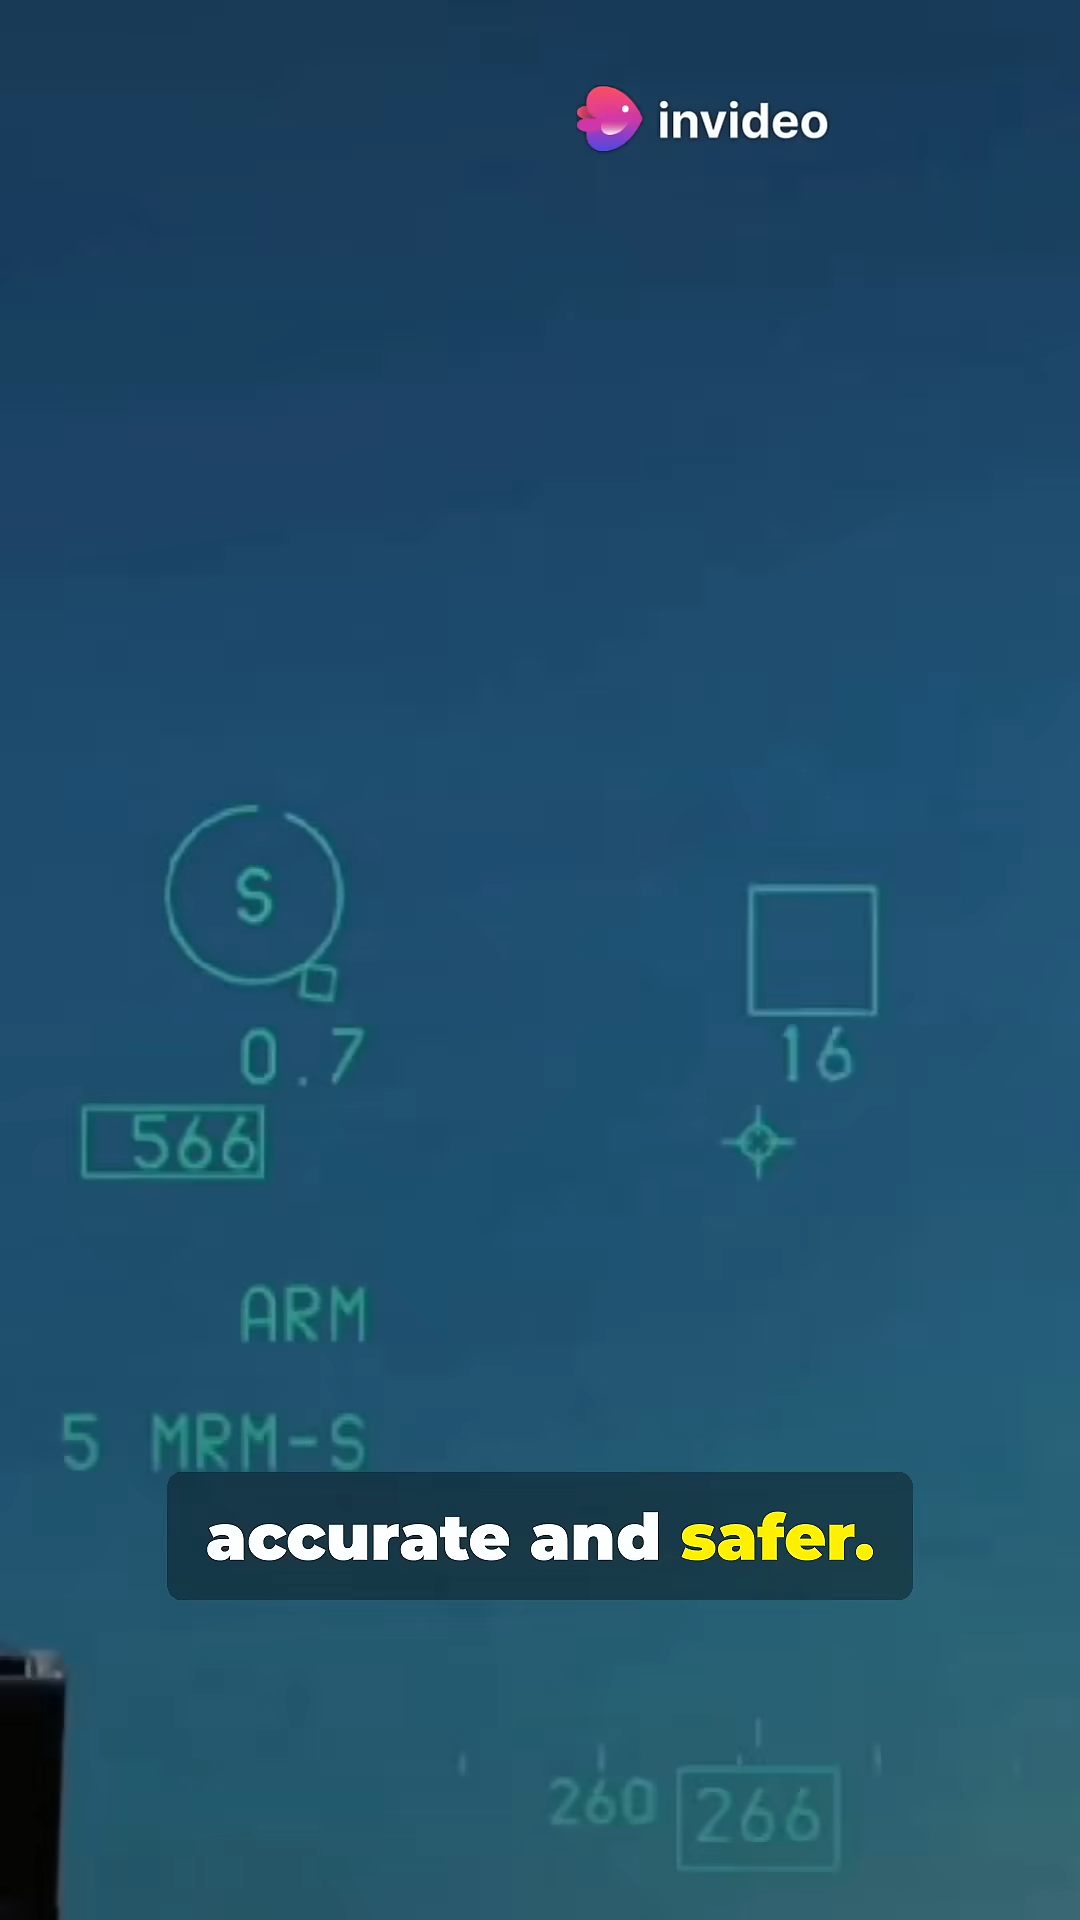 invideo
S
0.7
16
566
ARM
5 MRM-S
accurate and safer.
260 266